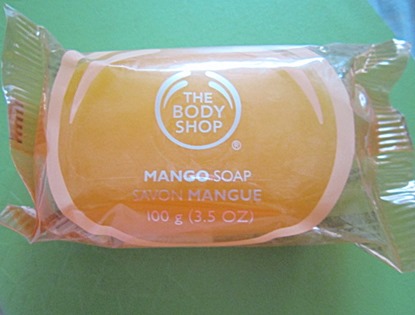 THE
BODY
SHOP
®
MANGO SOAP
SAVON MANGUE
100 g (3.5 OZ)